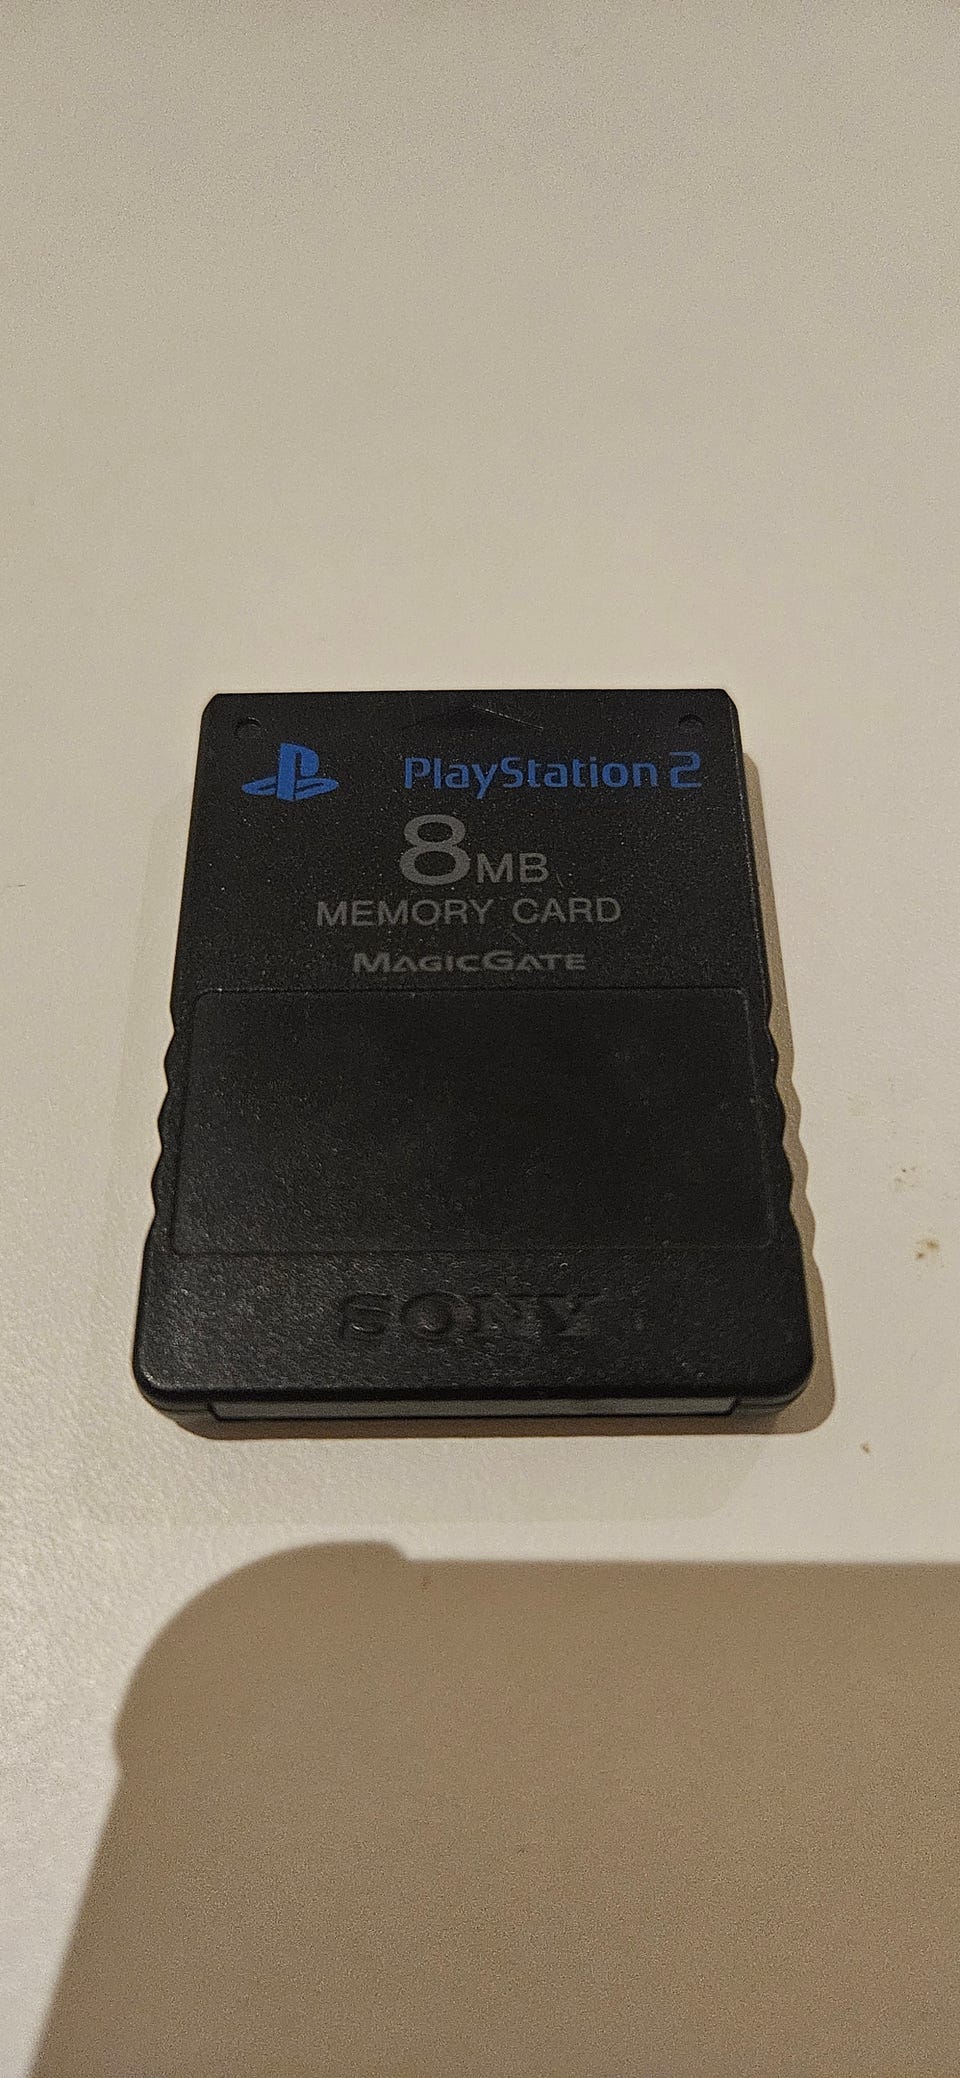 PlayStation 2
8MB
MEMORY CARD
MAGICGATE
SONY